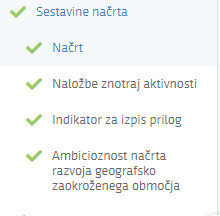 Sestavine načrta
Načrt
Naložbe znotraj aktivnosti
Indikator za izpis prilog
Ambicioznost načrta
razvoja geografsko
zaokroženega območja